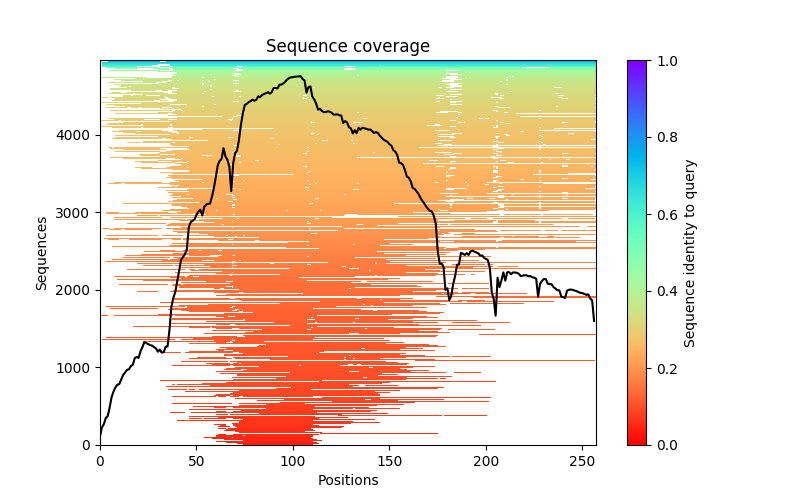 Sequence coverage
Sequences
4000
3000
2000
1000
0
0 50 100 150 200 250
Positions
1.0
0.8
0.6
0.4
0.2
0.0
Sequence identity to query